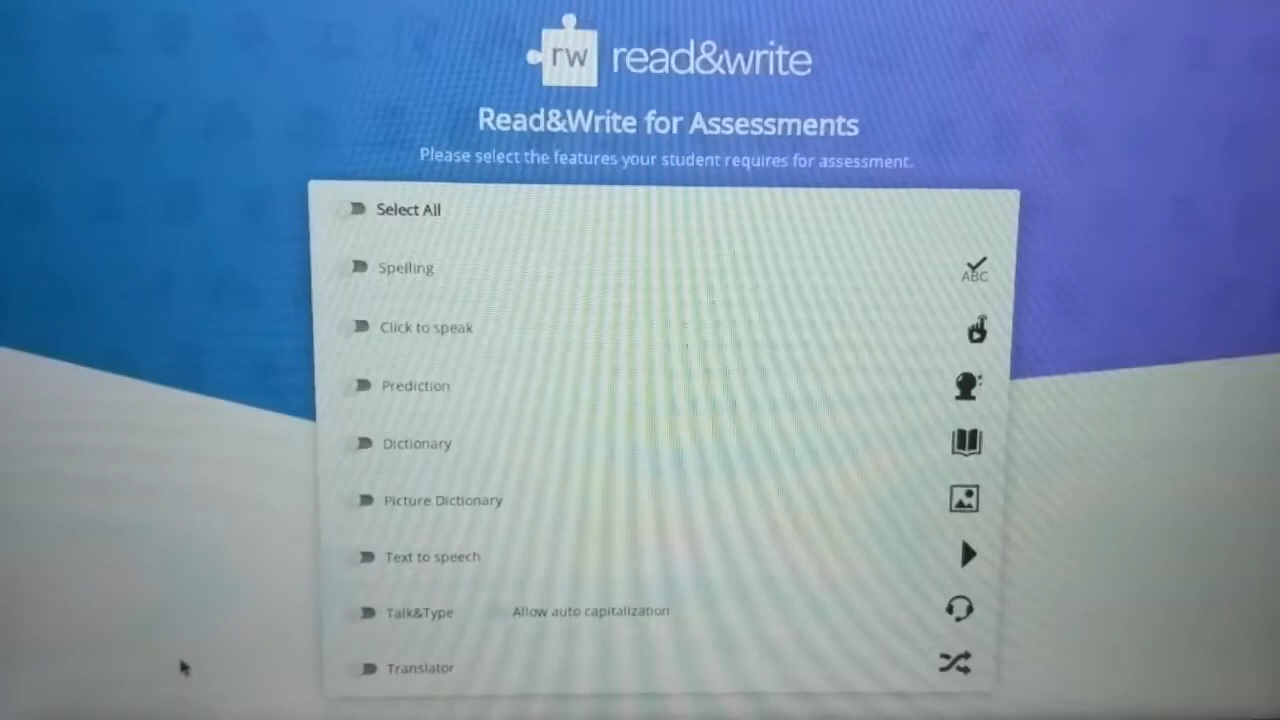 rw read&write
Read&Write for Assessments
Please select the features your student requires for assessment.
Select All
Spelling
ABC
Click to speak
Prediction
Dictionary
Picture Dictionary
Text to speech
Talk&Type Allow auto capitalization
Translator